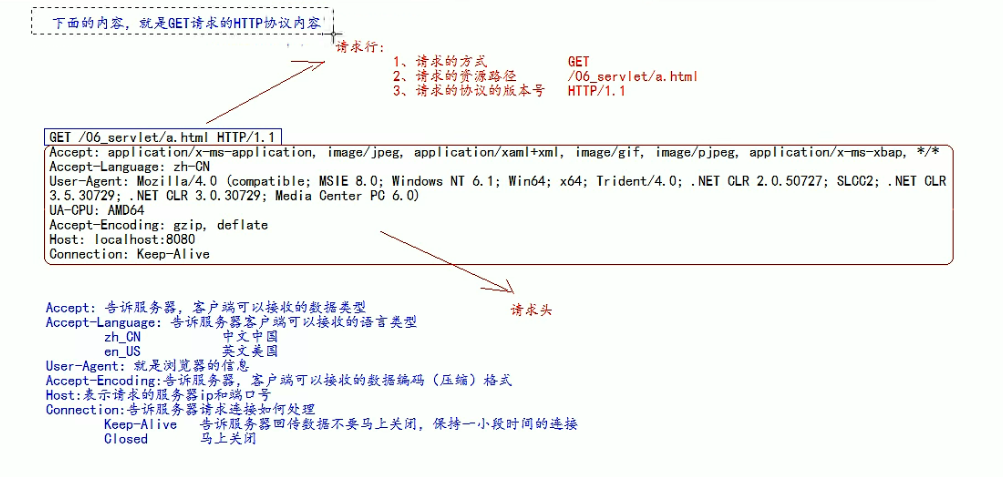 下面的内容，就是GET请求的HTTP协议内容
请求行:
1、请求的方式 GET
2、请求的资源路径 /06_servlet/a.html
3、请求的协议的版本号 HTTP/1.1
GET /06_servlet/a.html HTTP/1.1
Accept: application/x-ms-application, image/jpeg, application/xaml+xml, image/gif, image/pjpeg, application/x-ms-xbap, */*
Accept-Language: zh-CN
User-Agent: Mozilla/4.0 (compatible; MSIE 8.0; Windows NT 6.1; Win64; x64; Trident/4.0; .NET CLR 2.0.50727; SLCC2; .NET CLR
3.5.30729; .NET CLR 3.0.30729; Media Center PC 6.0)
UA-CPU: AMD64
Accept-Encoding: gzip, deflate
Host: localhost:8080
Connection: Keep-Alive
请求头
Accept: 告诉服务器，客户端可以接收的数据类型
Accept-Language: 告诉服务器客户端可以接收的语言类型
zh_CN 中文中国
en_US 英文美国
User-Agent: 就是浏览器的信息
Accept-Encoding:告诉服务器，客户端可以接收的数据编码（压缩）格式
Host:表示请求的服务器ip和端口号
Connection:告诉服务器请求连接如何处理
Keep-Alive 告诉服务器回传数据不要马上关闭，保持一小段时间的连接
Closed 马上关闭